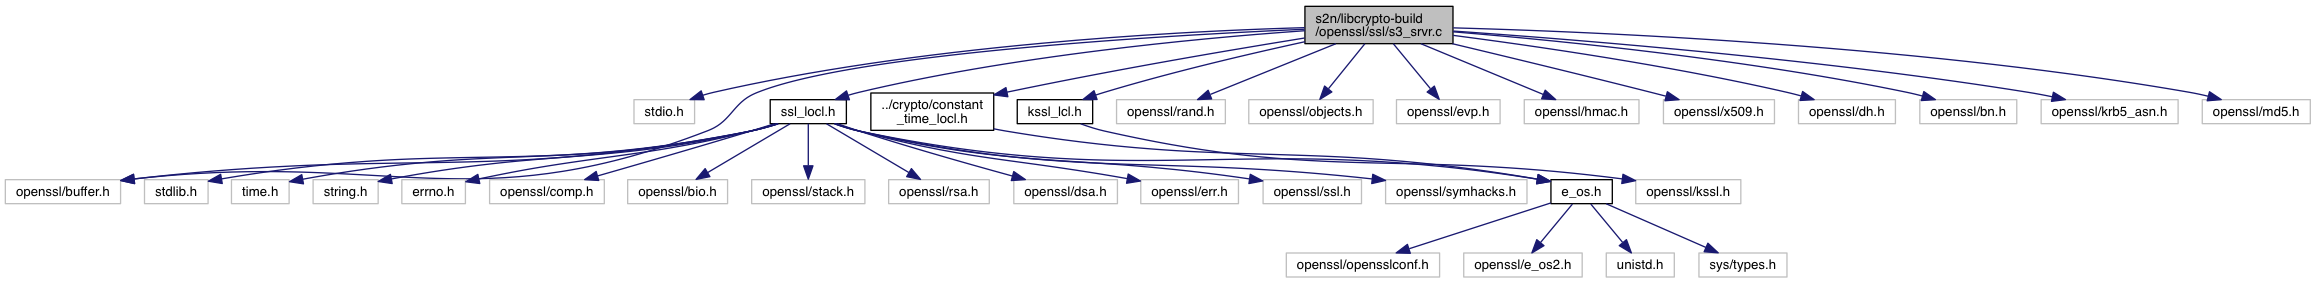 s2n/libcrypto-build
/openssl/ssl/s3_srvr.c
stdio.h
ssl_locl.h
../crypto/constant
_time_locl.h
kssl_lcl.h
openssl/rand.h
openssl/objects.h
openssl/evp.h
openssl/hmac.h
openssl/x509.h
openssl/dh.h
openssl/bn.h
openssl/krb5_asn.h
openssl/md5.h
openssl/buffer.h
stdlib.h
time.h
string.h
errno.h
openssl/comp.h
openssl/bio.h
openssl/stack.h
openssl/rsa.h
openssl/dsa.h
openssl/err.h
openssl/ssl.h
openssl/symhacks.h
e_os.h
openssl/kssl.h
openssl/opensslconf.h
openssl/e_os2.h
unistd.h
sys/types.h